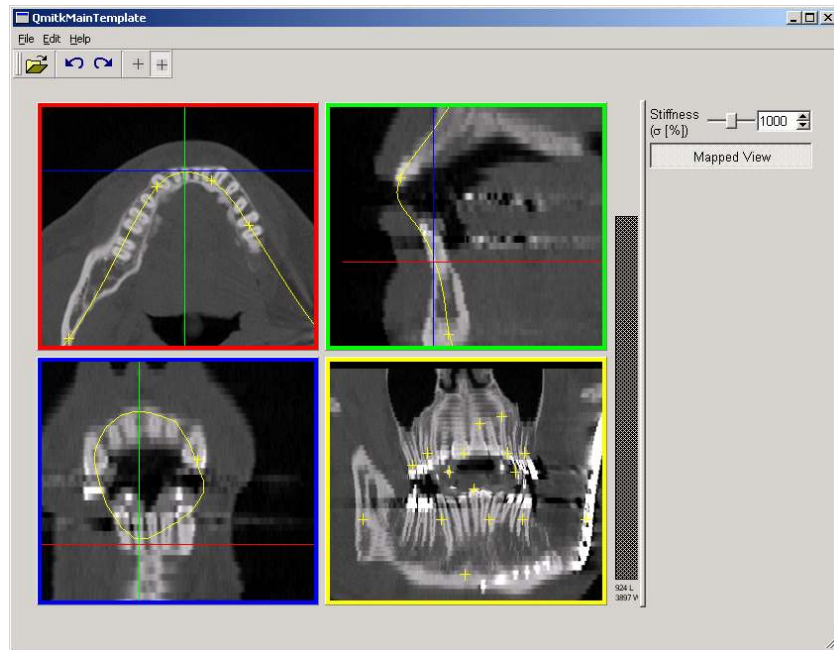 QmitkMainTemplate
File Edit Help
Stiffness
(σ [%])
1000
Mapped View
924 L
3897 W